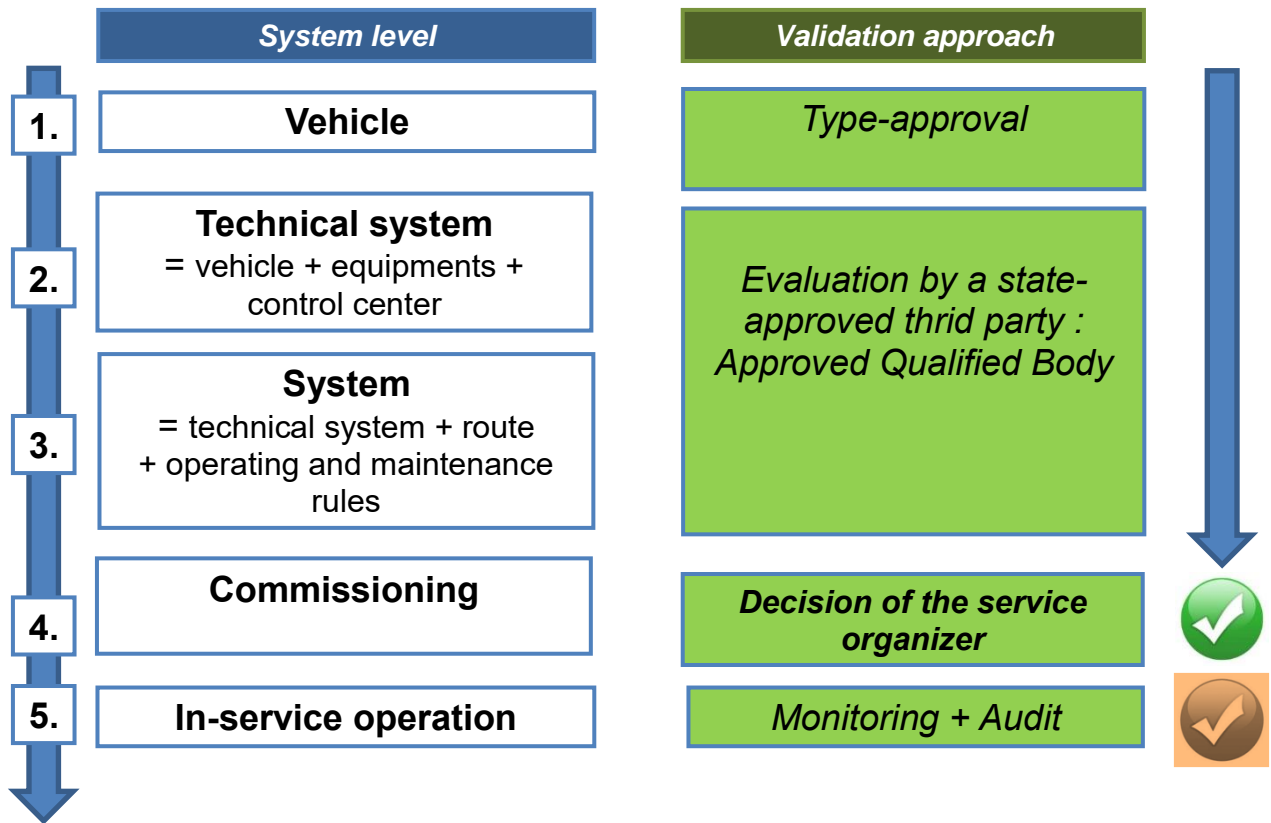 System level
Validation approach
1.
Vehicle
Type-approval
2.
Technical system
= vehicle + equipments +
control center
Evaluation by a state-
approved thrid party :
Approved Qualified Body
3.
System
= technical system + route
+ operating and maintenance
rules
4.
Commissioning
Decision of the service
organizer
5.
In-service operation
Monitoring + Audit